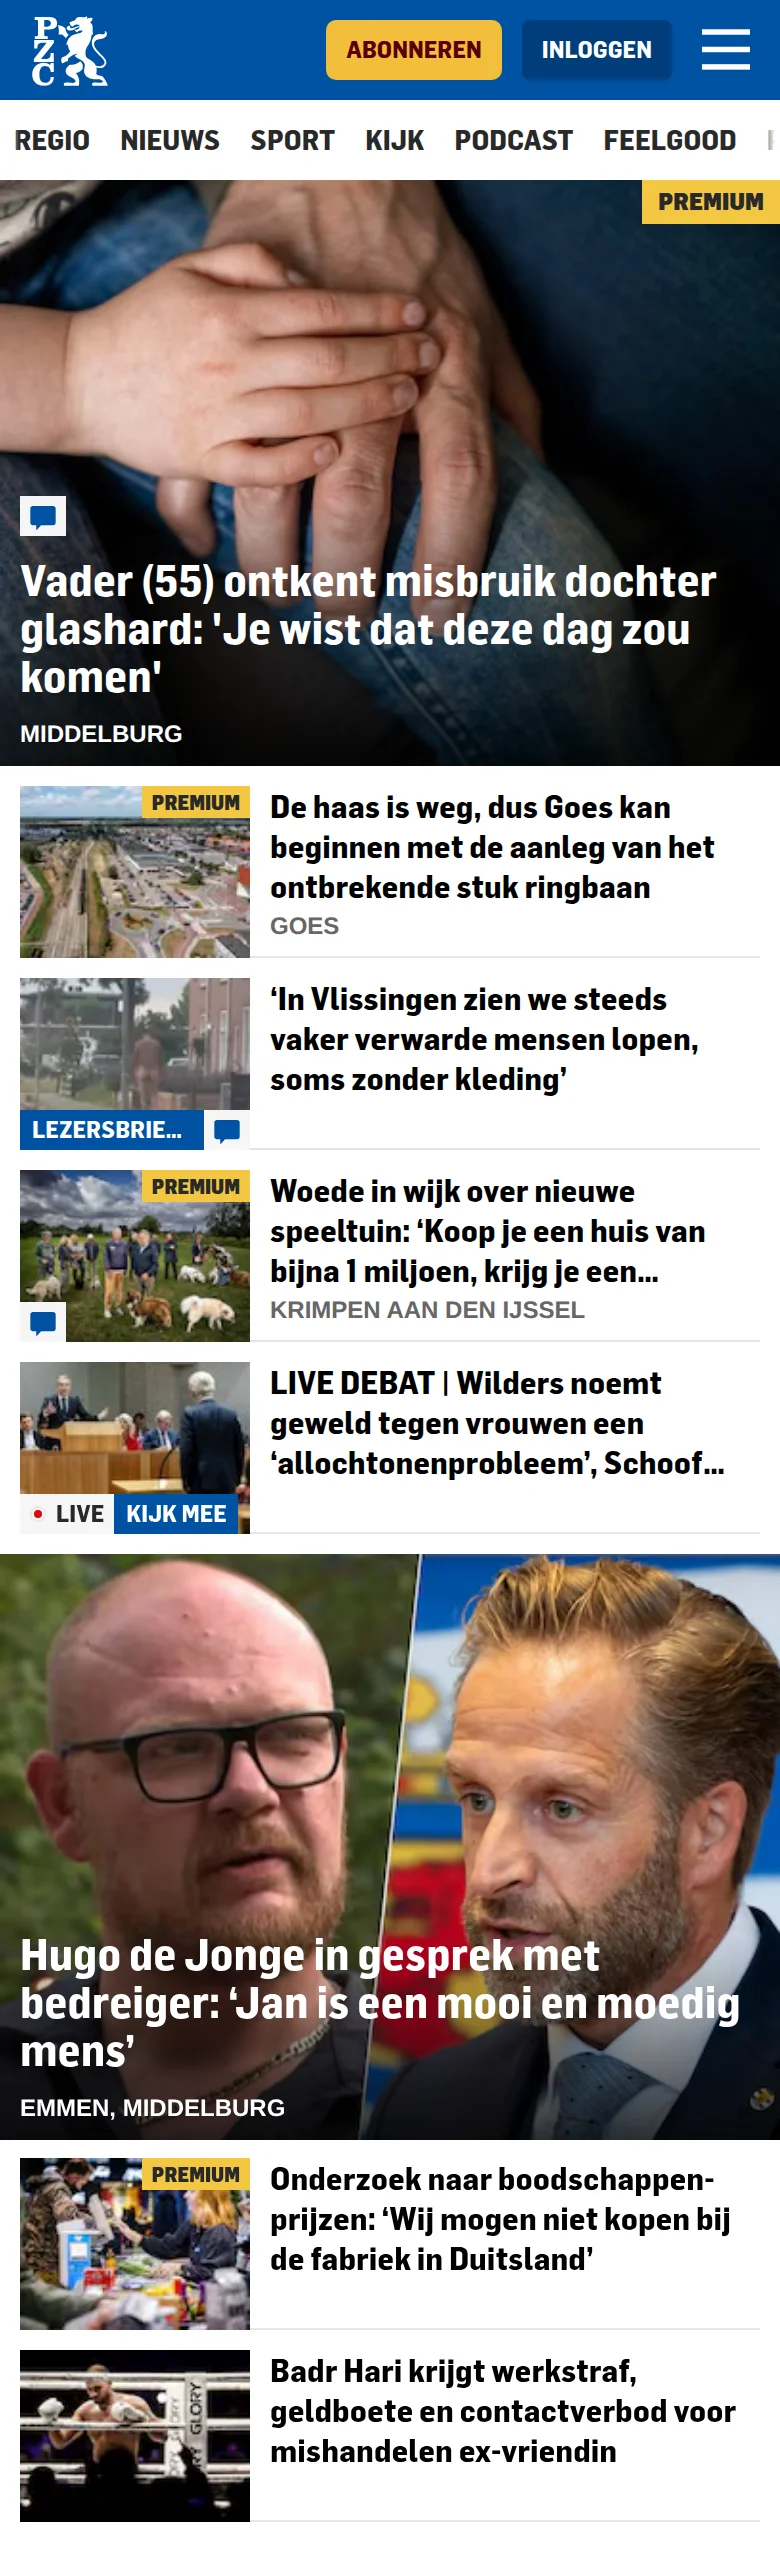 PZC
ABONNEREN
INLOGGEN
REGIO NIEUWS SPORT KIJK PODCAST FEELGOOD
PREMIUM
Vader (55) ontkent misbruik dochter
glashard: 'Je wist dat deze dag zou
komen'
MIDDELBURG
PREMIUM
De haas is weg, dus Goes kan
beginnen met de aanleg van het
ontbrekende stuk ringbaan
GOES
‘In Vlissingen zien we steeds
vaker verwarde mensen lopen,
soms zonder kleding’
LEZERSBRIE...
PREMIUM
Woede in wijk over nieuwe
speeltuin: ‘Koop je een huis van
bijna 1 miljoen, krijg je een...
KRIMPEN AAN DEN IJSSEL
LIVE DEBAT | Wilders noemt
geweld tegen vrouwen een
‘allochtonenprobleem’, Schoof...
LIVE KIJK MEE
Hugo de Jonge in gesprek met
bedreiger: ‘Jan is een mooi en moedig
mens’
EMMEN, MIDDELBURG
PREMIUM
Onderzoek naar boodschappen-
prijzen: ‘Wij mogen niet kopen bij
de fabriek in Duitsland’
GLORY
Badr Hari krijgt werkstraf,
geldboete en contactverbod voor
mishandelen ex-vriendin